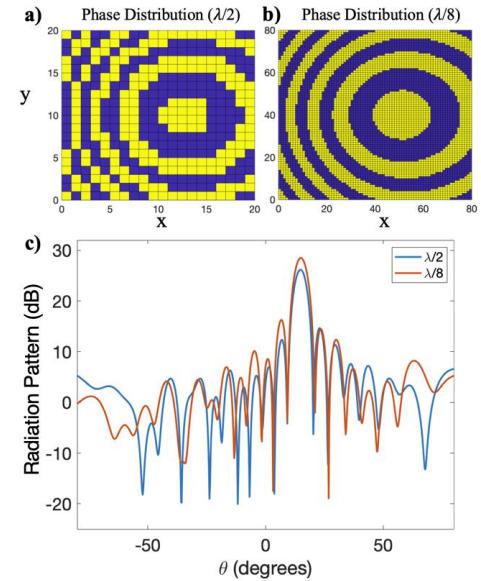 a) Phase Distribution (λ/2)
b) Phase Distribution (λ/8)
20
15
10
5
0
y
0 5 10 15 20
x
80
60
40
20
0
0 20 40 60 80
x
c)
30
20
10
0
-10
-20
Radiation Pattern (dB)
λ/2
λ/8
-50 0 50
θ (degrees)